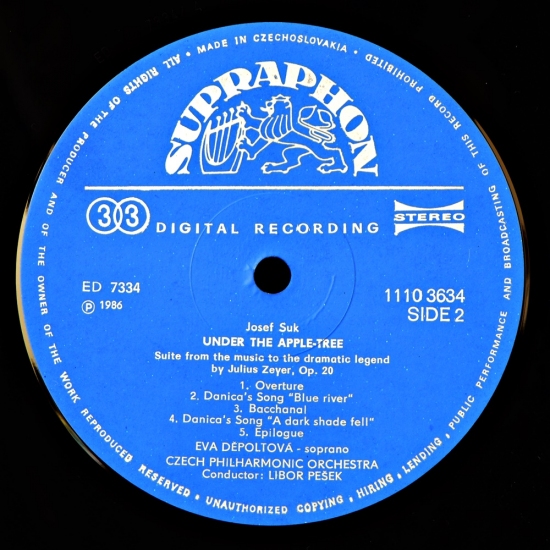 ALL RIGHTS OF THE PRODUCER AND OF THE OWNER OF THE WORK REPRODUCED RESERVED • UNAUTHORIZED COPYING, HIRING, LENDING, PUBLIC PERFORMANCE AND BROADCASTING OF THIS RECORD PROHIBITED • MADE IN CZECHOSLOVAKIA •
SUPRAPHON
33 DIGITAL RECORDING STEREO
ED 7334
Ⓟ 1986
1110 3634
SIDE 2
Josef Suk
UNDER THE APPLE-TREE
Suite from the music to the dramatic legend
by Julius Zeyer, Op. 20
1. Overture
2. Danica's Song "Blue river"
3. Bacchanal
4. Danica's Song "A dark shade fell"
5. Epilogue
EVA DĚPOLTOVÁ - soprano
CZECH PHILHARMONIC ORCHESTRA
Conductor: LIBOR PEŠEK